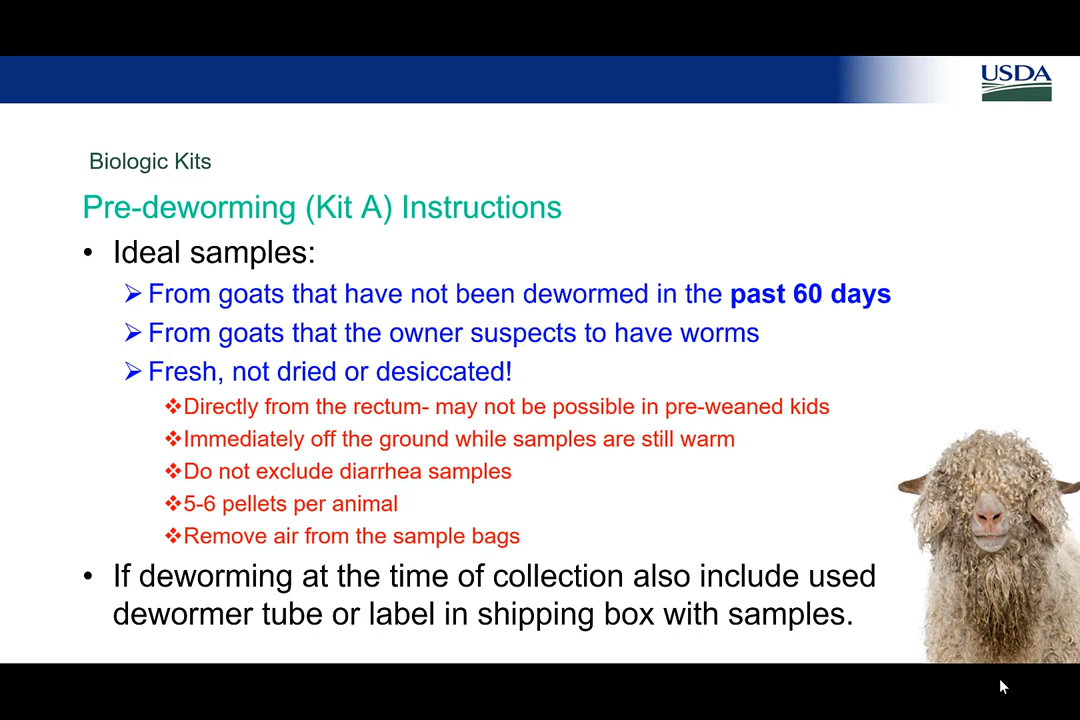 USDA
Biologic Kits
Pre-deworming (Kit A) Instructions
• Ideal samples:
➢From goats that have not been dewormed in the past 60 days
➢From goats that the owner suspects to have worms
➢Fresh, not dried or desiccated!
❖Directly from the rectum- may not be possible in pre-weaned kids
❖Immediately off the ground while samples are still warm
❖Do not exclude diarrhea samples
❖5-6 pellets per animal
❖Remove air from the sample bags
• If deworming at the time of collection also include used
dewormer tube or label in shipping box with samples.